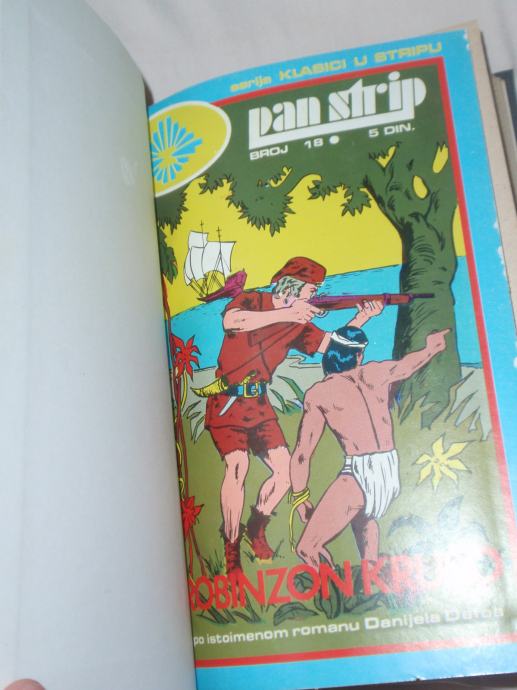 serija KLASICI U STRIPU
pan strip
BROJ 18 5 DIN.
ROBINZON KRUSO
po istoimenom romanu Danijela Defoa